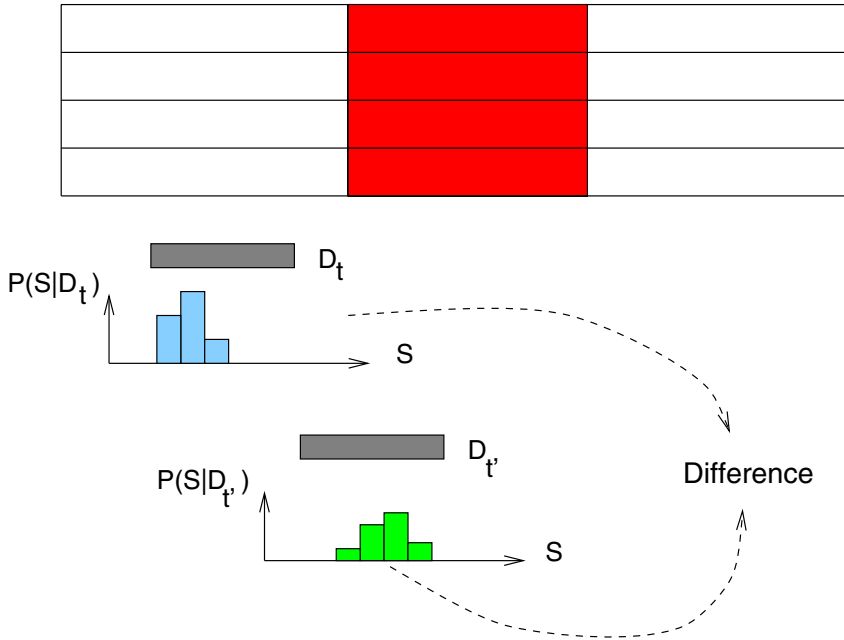 D_t
P(S|D_t)
S
D_t'
P(S|D_t')
Difference
S